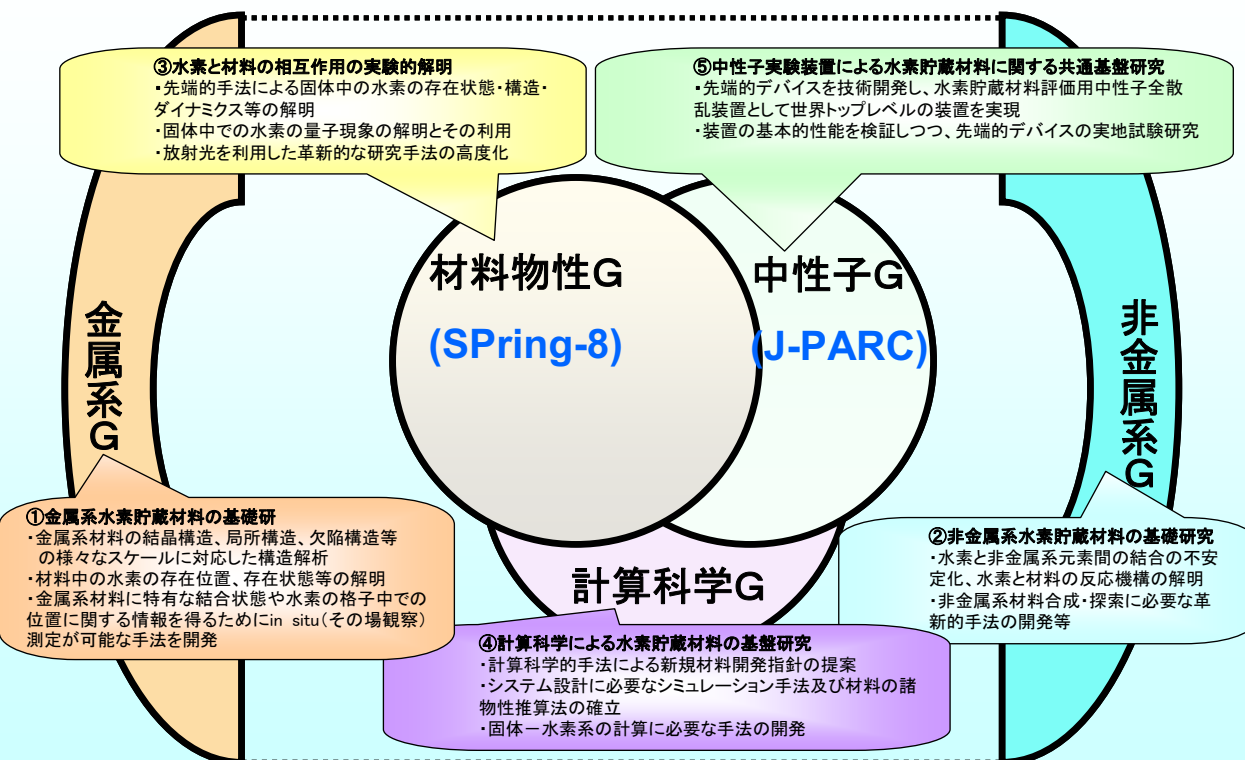 ③水素と材料の相互作用の実験的解明
・先端的手法による固体中の水素の存在状態・構造・
ダイナミクス等の解明
・固体中での水素の量子現象の解明とその利用
・放射光を利用した革新的な研究手法の高度化
⑤中性子実験装置による水素貯蔵材料に関する共通基盤研究
・先端的デバイスを技術開発し、水素貯蔵材料評価用中性子全散
乱装置として世界トップレベルの装置を実現
・装置の基本的性能を検証しつつ、先端的デバイスの実地試験研究
材料物性G
(SPring-8)
中性子G
(J-PARC)
金属系G
非金属系G
①金属系水素貯蔵材料の基礎研
・金属系材料の結晶構造、局所構造、欠陥構造等
の様々なスケールに対応した構造解析
・材料中の水素の存在位置、存在状態等の解明
・金属系材料に特有な結合状態や水素の格子中での
位置に関する情報を得るためにin situ(その場観察)
測定が可能な手法を開発
②非金属系水素貯蔵材料の基礎研究
・水素と非金属系元素間の結合の不安
定化、水素と材料の反応機構の解明
・非金属系材料合成・探索に必要な革
新的手法の開発等
計算科学G
④計算科学による水素貯蔵材料の基盤研究
・計算科学的手法による新規材料開発指針の提案
・システム設計に必要なシミュレーション手法及び材料の諸
物性推算法の確立
・固体－水素系の計算に必要な手法の開発